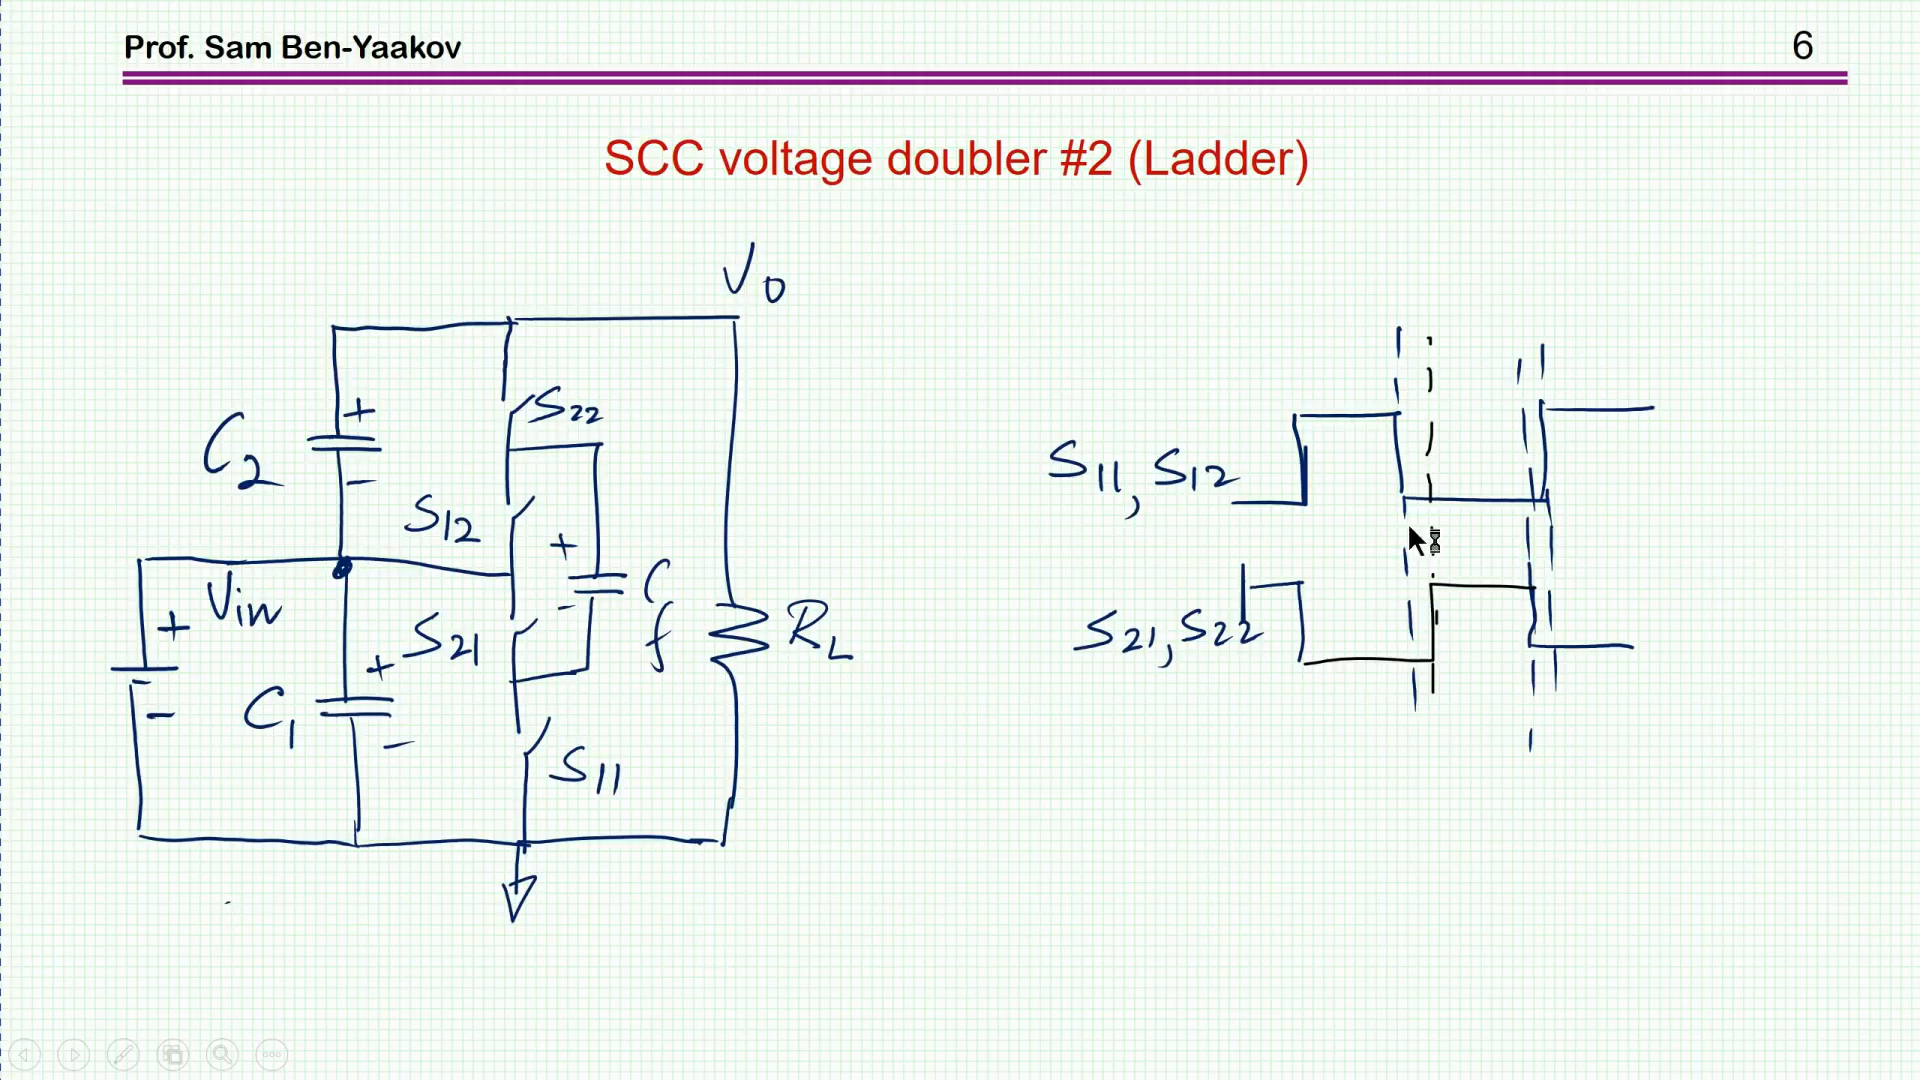 Prof. Sam Ben-Yaakov
6
SCC voltage doubler #2 (Ladder)
Vo
S22
+
C2
-
S12
+
S11, S12
Vin
+
-
Cf
S21
+
RL
S21, S22
-
C1
-
S11